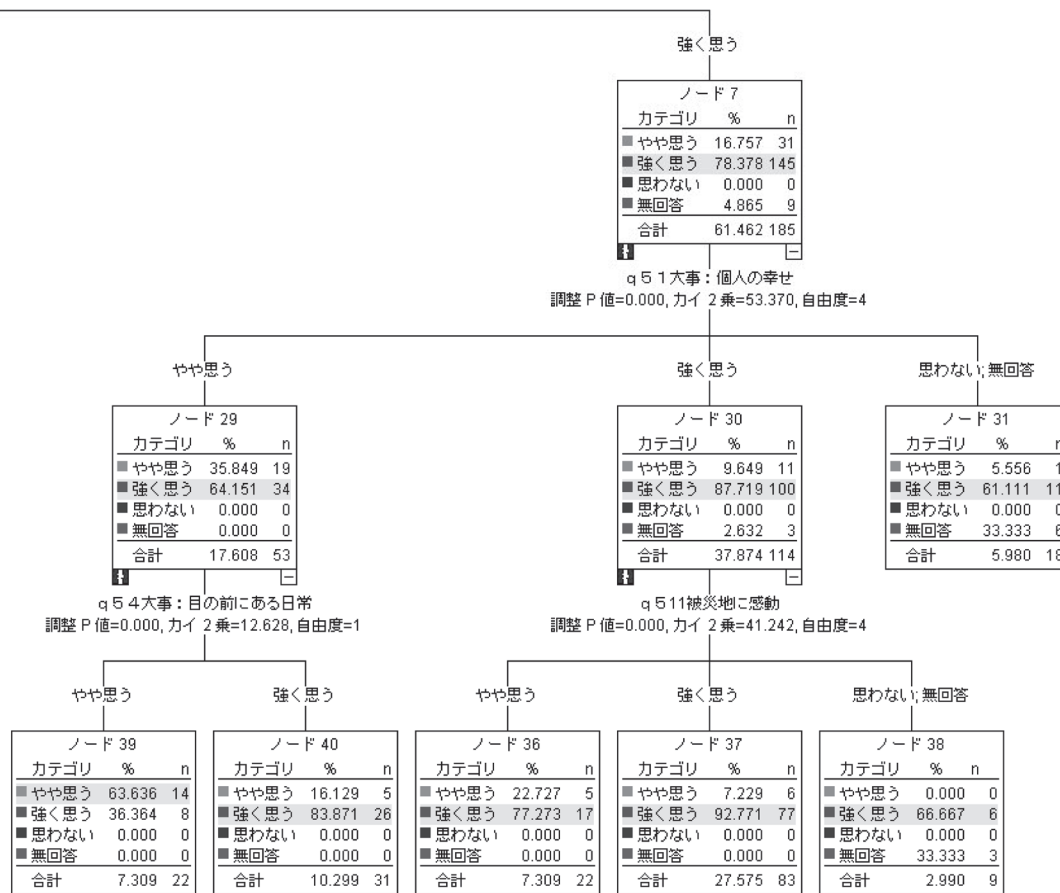 強く思う
ノード 7
カテゴリ % n
やや思う 16.757 31
強く思う 78.378 145
思わない 0.000 0
無回答 4.865 9
合計 61.462 185
q５１大事：個人の幸せ
調整 P 値=0.000, カイ 2 乗=53.370, 自由度=4
やや思う
強く思う
思わない; 無回答
ノード 29
カテゴリ % n
やや思う 35.849 19
強く思う 64.151 34
思わない 0.000 0
無回答 0.000 0
合計 17.608 53
q５４大事：目の前にある日常
調整 P 値=0.000, カイ 2 乗=12.628, 自由度=1
ノード 30
カテゴリ % n
やや思う 9.649 11
強く思う 87.719 100
思わない 0.000 0
無回答 2.632 3
合計 37.874 114
q５11被災地に感動
調整 P 値=0.000, カイ 2 乗=41.242, 自由度=4
ノード 31
カテゴリ % n
やや思う 5.556 1
強く思う 61.111 11
思わない 0.000 0
無回答 33.333 6
合計 5.980 18
やや思う
強く思う
やや思う
強く思う
思わない; 無回答
ノード 39
カテゴリ % n
やや思う 63.636 14
強く思う 36.364 8
思わない 0.000 0
無回答 0.000 0
合計 7.309 22
ノード 40
カテゴリ % n
やや思う 16.129 5
強く思う 83.871 26
思わない 0.000 0
無回答 0.000 0
合計 10.299 31
ノード 36
カテゴリ % n
やや思う 22.727 5
強く思う 77.273 17
思わない 0.000 0
無回答 0.000 0
合計 7.309 22
ノード 37
カテゴリ % n
やや思う 7.229 6
強く思う 92.771 77
思わない 0.000 0
無回答 0.000 0
合計 27.575 83
ノード 38
カテゴリ % n
やや思う 0.000 0
強く思う 66.667 6
思わない 0.000 0
無回答 33.333 3
合計 2.990 9